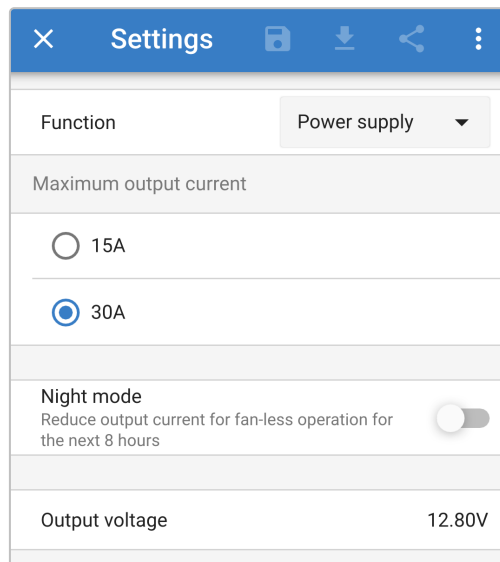 Settings
Function
Power supply
Maximum output current
15A
30A
Night mode
Reduce output current for fan-less operation for
the next 8 hours
Output voltage
12.80V